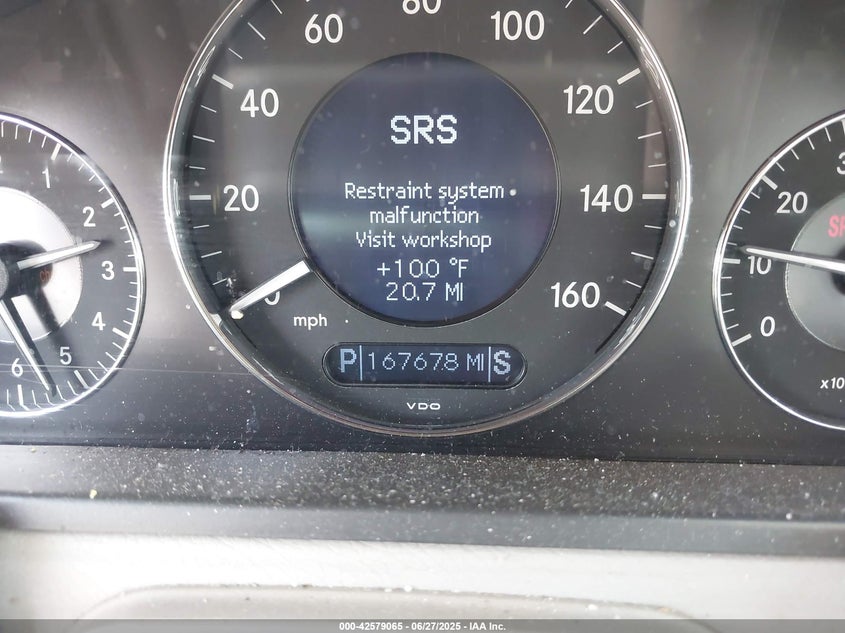 80
60
100
40
120
SRS
1
20
2
Restraint system
malfunction
Visit workshop
20
140
3
+100 °F
10
20.7 MI
160
4
mph
0
5
6
P 167678 MI S
x10
VDO
000-42579065 - 06/27/2025 - IAA Inc.